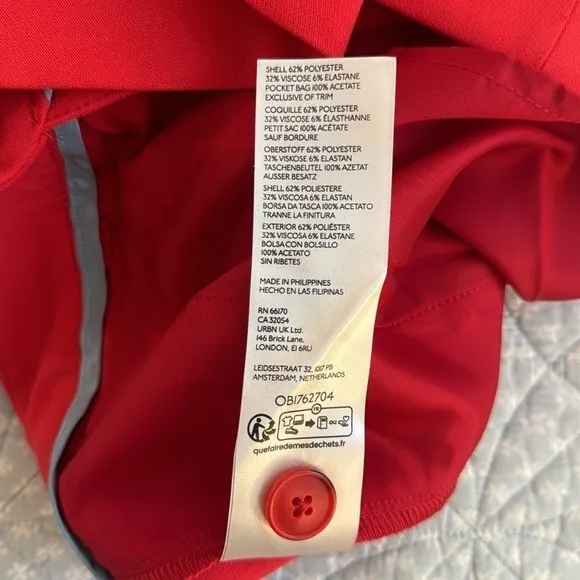 SHELL 62% POLYESTER
32% VISCOSE 6% ELASTANE
POCKET BAG 100% ACETATE
EXCLUSIVE OF TRIM
COQUILLE 62% POLYESTER
32% VISCOSE 6% ÉLASTHANNE
PETIT SAC 100% ACÉTATE
SAUF BORDURE
OBERSTOFF 62% POLYESTER
32% VISKOSE 6% ELASTAN
TASCHENBEUTEL 100% AZETAT
AUSSER BESATZ
SHELL 62% POLIESTERE
32% VISCOSA 6% ELASTAN
BORSA DA TASCA 100% ACETATO
TRANNE LA FINITURA
EXTERIOR 62% POLIÉSTER
32% VISCOSA 6% ELASTANE
BOLSA CON BOLSILLO
100% ACETATO
SIN RIBETES
MADE IN PHILIPPINES
HECHO EN LAS FILIPINAS
RN 66170
CA 32054
URBN UK Ltd.
146 Brick Lane,
LONDON, E1 6RU
LEIDSESTRAAT 32, 1017 PB
AMSTERDAM, NETHERLANDS
OB1762704
FR
OU
quefairedemesdechets.fr